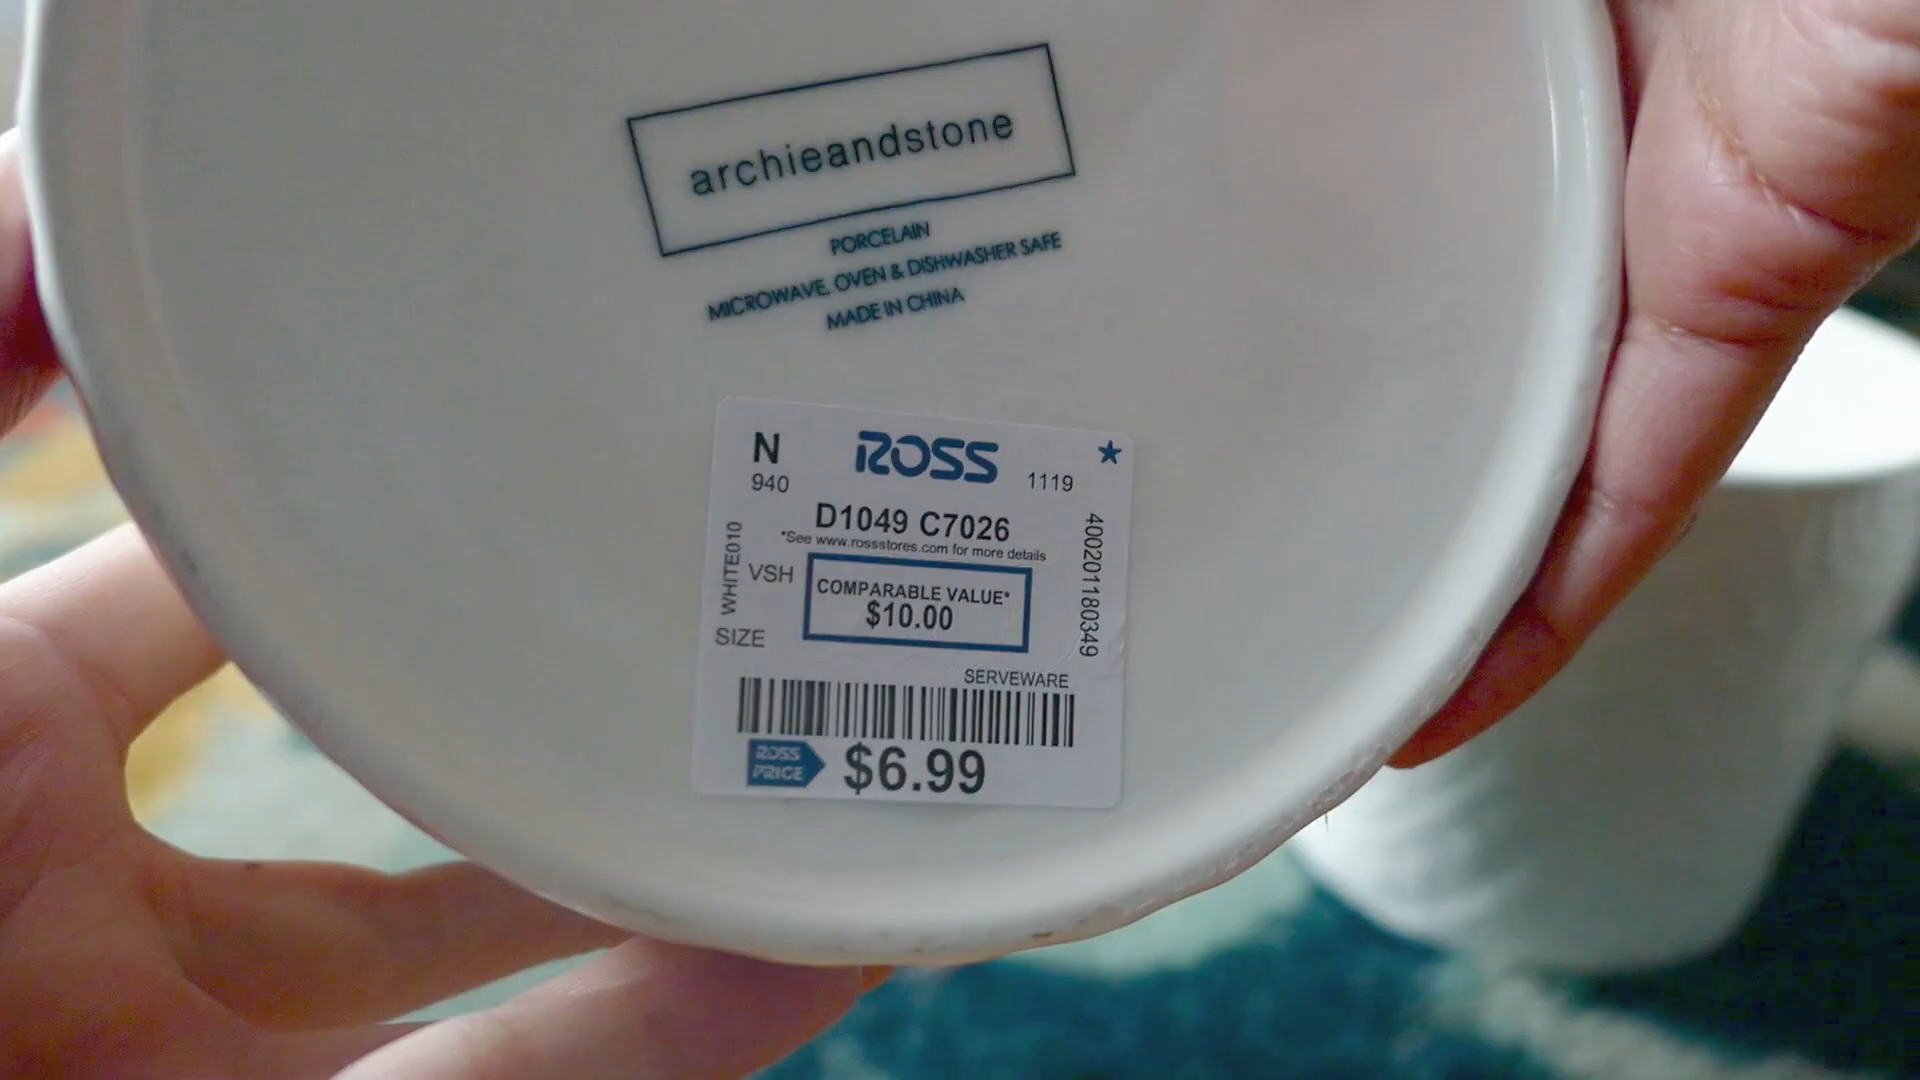 archieandstone
PORCELAIN
MICROWAVE, OVEN & DISHWASHER SAFE
MADE IN CHINA
N ROSS
940 1119
D1049 C7026
*See www.rossstores.com for more details
WHITE010
VSH
COMPARABLE VALUE*
$10.00
400201180349
SIZE
SERVEWARE
ROSS
PRICE
$6.99